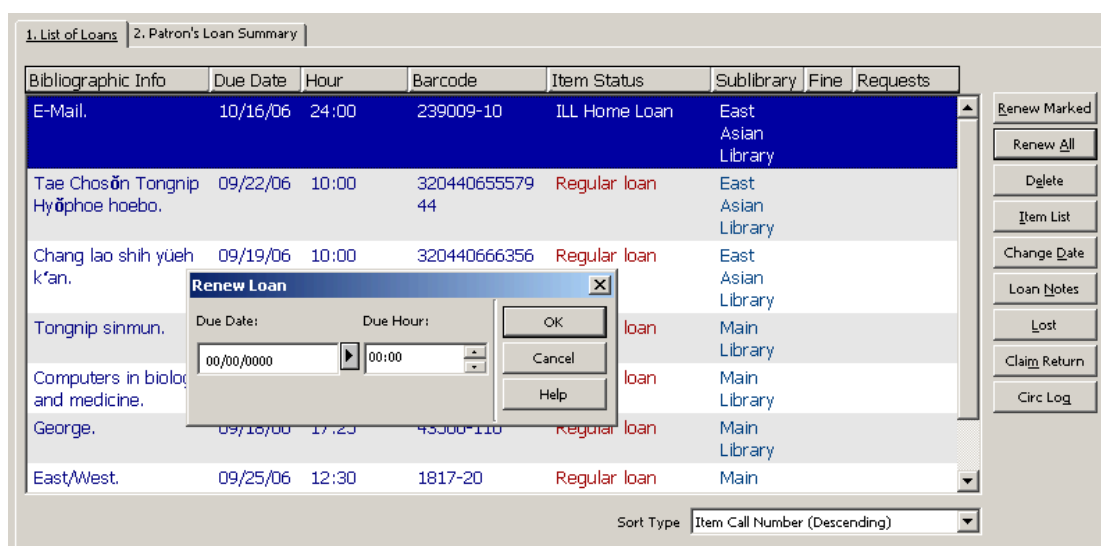 1. List of Loans 2. Patron's Loan Summary
Bibliographic Info Due Date Hour Barcode Item Status Sublibrary Fine Requests
E-Mail. 10/16/06 24:00 239009-10 ILL Home Loan East
Asian
Library
Tae Chosŏn Tongnip 09/22/06 10:00 320440655579 Regular loan East
Hyŏphoe hoebo. 44 Asian
Library
Chang lao shih yüeh 09/19/06 10:00 320440666356 Regular loan East
kʻan. Asian
Library
Tongnip sinmun. loan Main
Library
Computers in loan Main
and medicine. Library
George. Regular loan Main
Library
East/West. 09/25/06 12:30 1817-20 Regular loan Main
Renew Loan
Due Date: Due Hour:
00/00/0000 00:00
OK
Cancel
Help
Renew Marked
Renew All
Delete
Item List
Change Date
Loan Notes
Lost
Claim Return
Circ Log
Sort Type Item Call Number (Descending)